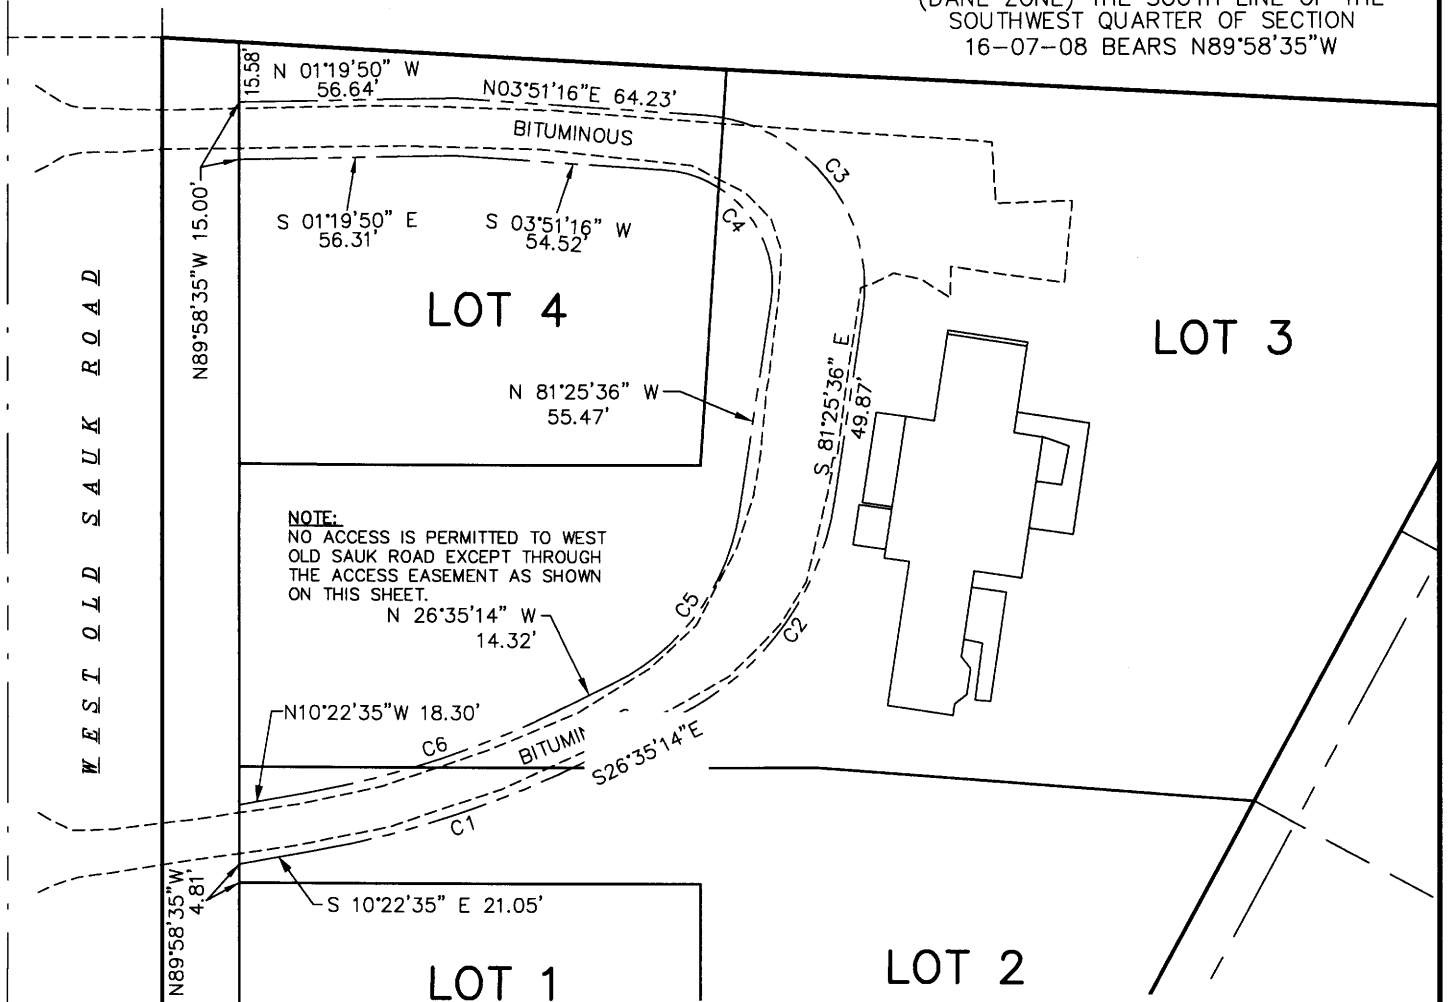 (DANE ZONE) THE SOUTH LINE OF THE
SOUTHWEST QUARTER OF SECTION
16-07-08 BEARS N89°58'35"W
15.58'
N 01°19'50" W
56.64'
N03°51'16"E 64.23'
BITUMINOUS
C3
N89°58'35"W 15.00'
S 01°19'50" E
56.31'
S 03°51'16" W
54.52'
C4
WEST OLD SAUK ROAD
LOT 4
LOT 3
N 81°25'36" W
55.47'
S 81°25'36" E
49.87'
NOTE:
NO ACCESS IS PERMITTED TO WEST
OLD SAUK ROAD EXCEPT THROUGH
THE ACCESS EASEMENT AS SHOWN
ON THIS SHEET.
N 26°35'14" W
14.32'
C5
C2
N10°22'35"W 18.30'
C6
BITUMIN
S26°35'14"E
C1
N89°58'35"W
4.81'
S 10°22'35" E 21.05'
LOT 1
LOT 2